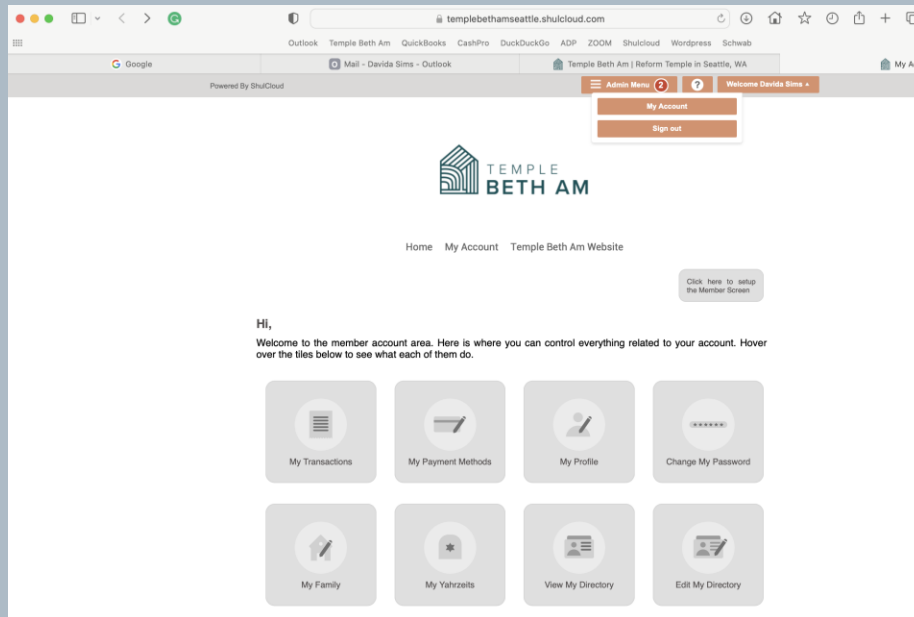 templebethamseattle.shulcloud.com
Outlook Temple Beth Am QuickBooks CashPro DuckDuckGo ADP ZOOM Shulcloud Wordpress Schwab
Google
Mail - Davida Sims - Outlook
Temple Beth Am | Reform Temple in Seattle, WA
My A
Powered By ShulCloud
Admin Menu 2
?
Welcome Davida Sims
My Account
Sign out
TEMPLE
BETH AM
Home My Account Temple Beth Am Website
Click here to setup
the Member Screen
Hi,
Welcome to the member account area. Here is where you can control everything related to your account. Hover
over the tiles below to see what each of them do.
My Transactions
My Payment Methods
My Profile
Change My Password
My Family
My Yahrzeits
View My Directory
Edit My Directory